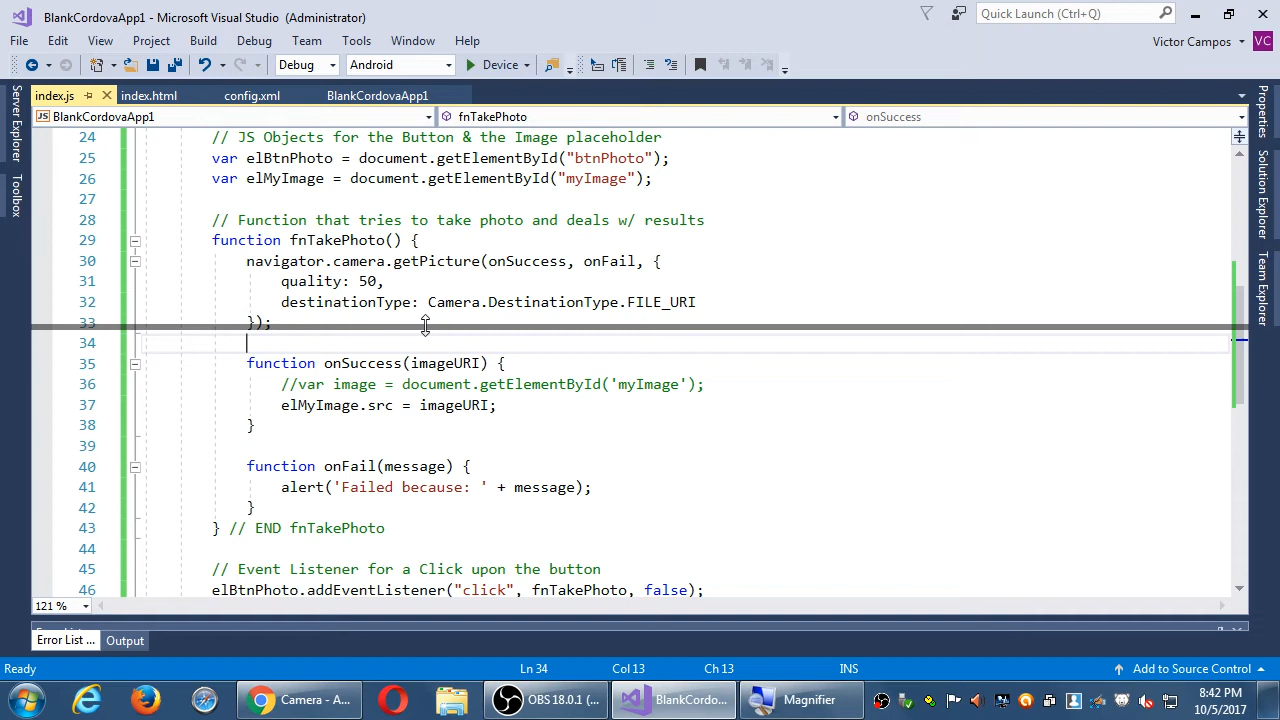 BlankCordovaApp1 - Microsoft Visual Studio (Administrator)
Quick Launch (Ctrl+Q)
File Edit View Project Build Debug Team Tools Window Help
Victor Campos VC
Debug Android Device
index.js index.html config.xml BlankCordovaApp1
JS BlankCordovaApp1 fnTakePhoto onSuccess
Server Explorer
Toolbox
Properties
Solution Explorer
Team Explorer
24 // JS Objects for the Button & the Image placeholder
25 var elBtnPhoto = document.getElementById("btnPhoto");
26 var elMyImage = document.getElementById("myImage");
27
28 // Function that tries to take photo and deals w/ results
29 function fnTakePhoto() {
30 navigator.camera.getPicture(onSuccess, onFail, {
31 quality: 50,
32 destinationType: Camera.DestinationType.FILE_URI
33 });
34
35 function onSuccess(imageURI) {
36 //var image = document.getElementById('myImage');
37 elMyImage.src = imageURI;
38 }
39
40 function onFail(message) {
41 alert('Failed because: ' + message);
42 }
43 } // END fnTakePhoto
44
45 // Event Listener for a Click upon the button
46 elBtnPhoto.addEventListener("click", fnTakePhoto, false);
121 %
Error List ... Output
Ready Ln 34 Col 13 Ch 13 INS Add to Source Control
Camera - A... OBS 18.0.1 (... BlankCordo... Magnifier 8:42 PM
10/5/2017